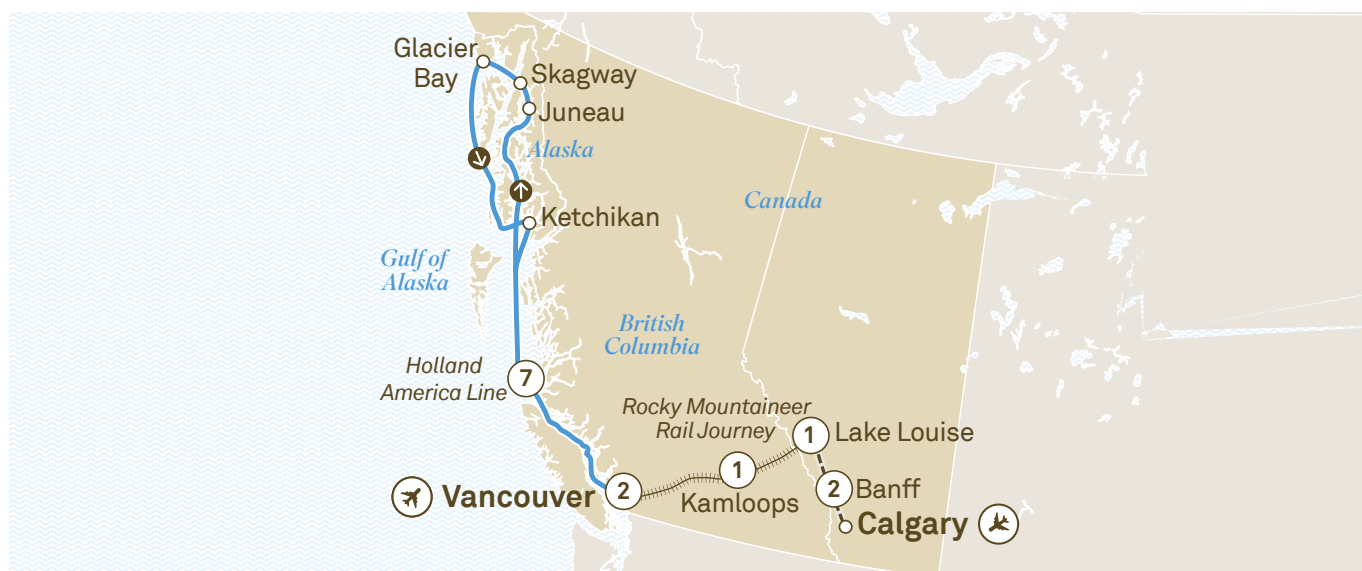 Glacier
Bay
Skagway
Juneau
Alaska
Canada
Ketchikan
Gulf of
Alaska
British
Columbia
Holland
America Line
7
Rocky Mountaineer
Rail Journey
1
Lake Louise
1
Kamloops
Vancouver
2
2
Banff
Calgary